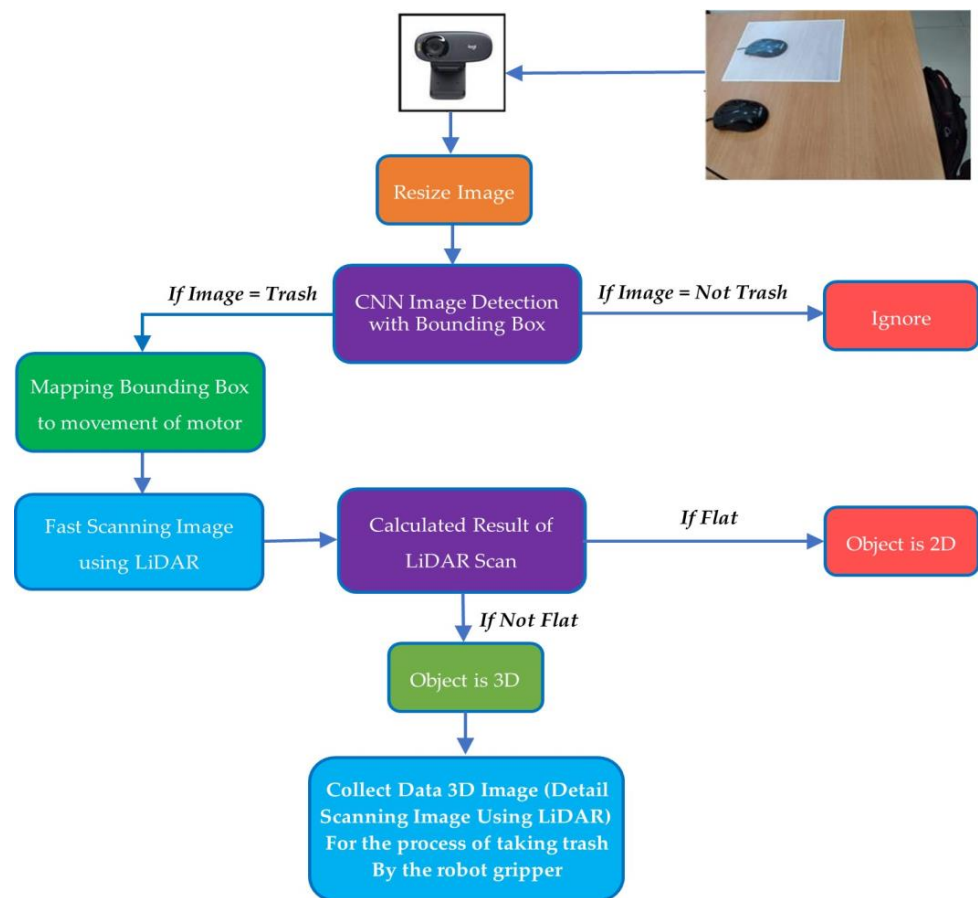 logi
Resize Image
If Image = Trash
CNN Image Detection
with Bounding Box
If Image = Not Trash
Ignore
Mapping Bounding Box
to movement of motor
Fast Scanning Image
using LiDAR
Calculated Result of
LiDAR Scan
If Flat
Object is 2D
If Not Flat
Object is 3D
Collect Data 3D Image (Detail
Scanning Image Using LiDAR)
For the process of taking trash
By the robot gripper